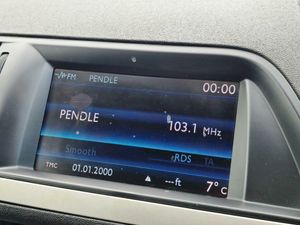 FM PENDLE 00:00
PENDLE 103.1 MHz
Smooth RDS TA
TMC 01.01.2000 ---ft 7°C